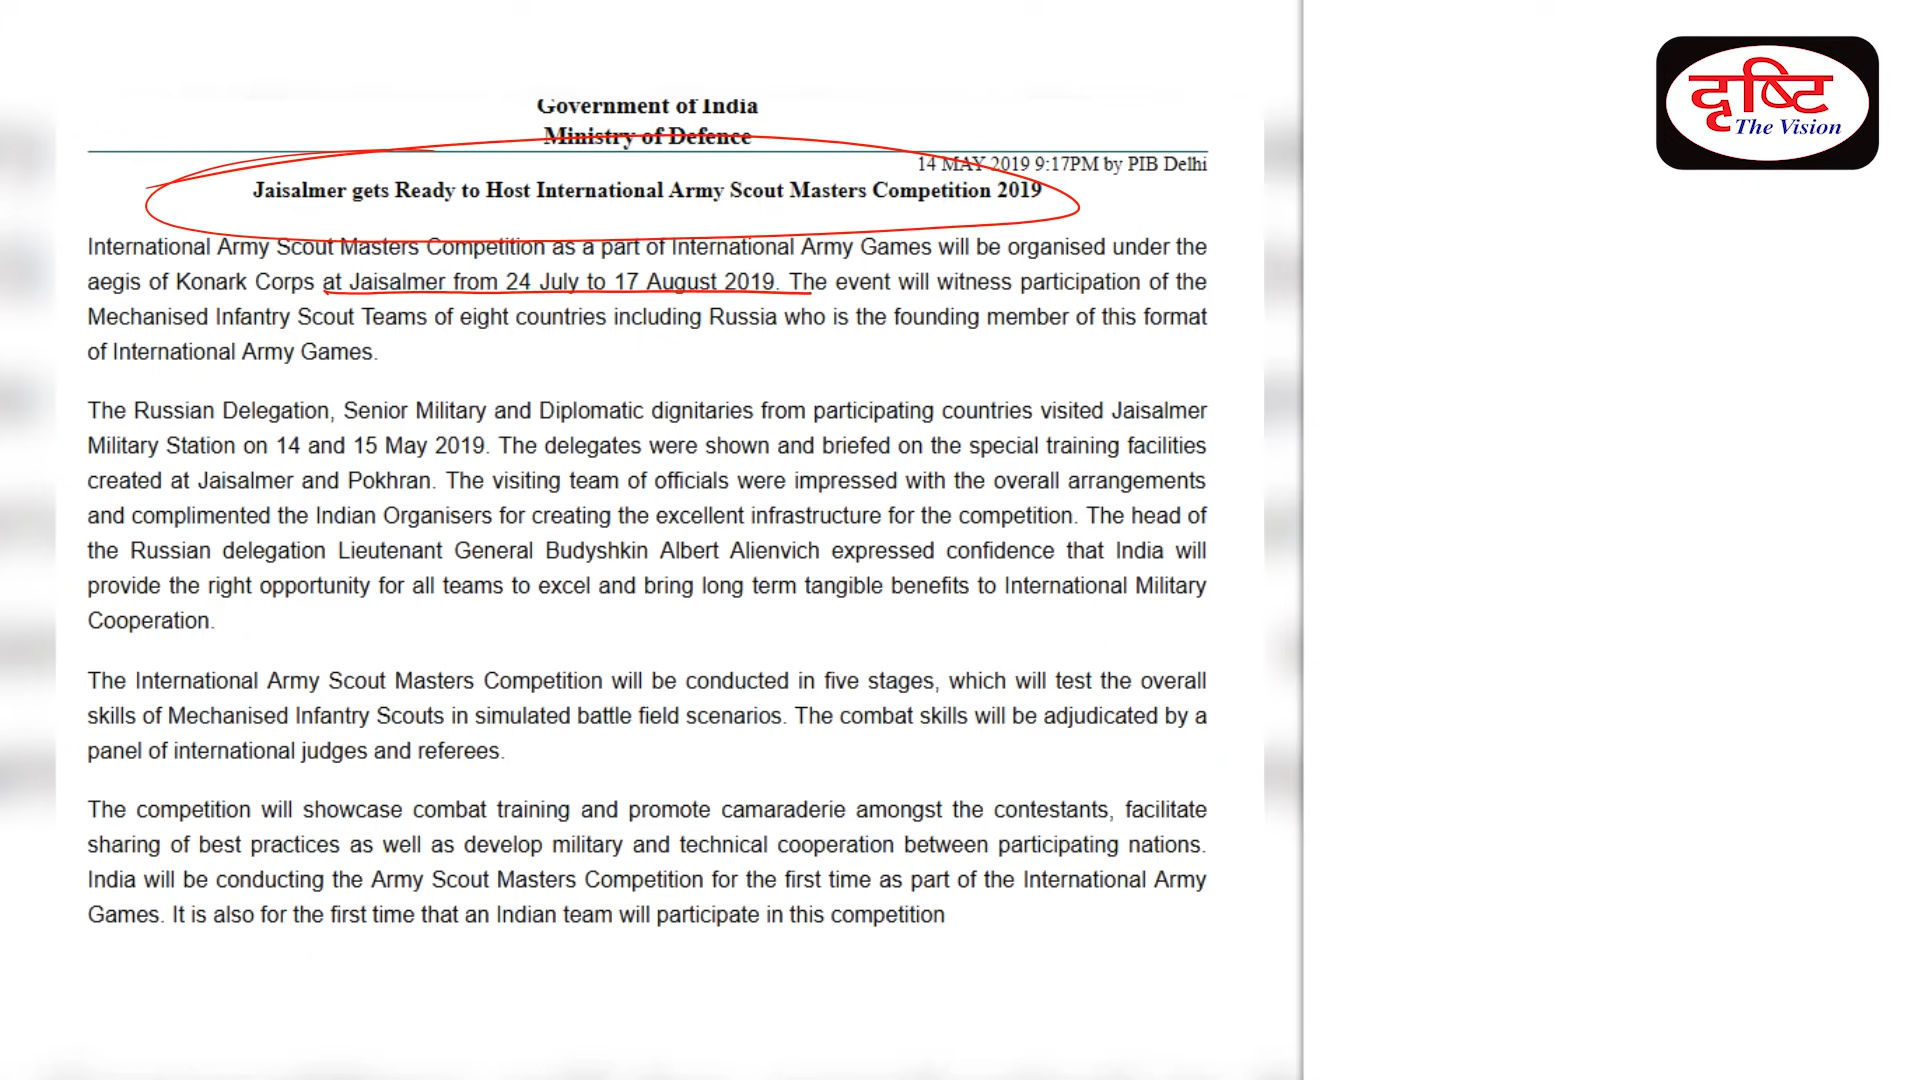 Government of India
Ministry of Defence
14 MAY 2019 9:17PM by PIB Delhi
Jaisalmer gets Ready to Host International Army Scout Masters Competition 2019
International Army Scout Masters Competition as a part of International Army Games will be organised under the
aegis of Konark Corps at Jaisalmer from 24 July to 17 August 2019. The event will witness participation of the
Mechanised Infantry Scout Teams of eight countries including Russia who is the founding member of this format
of International Army Games.
The Russian Delegation, Senior Military and Diplomatic dignitaries from participating countries visited Jaisalmer
Military Station on 14 and 15 May 2019. The delegates were shown and briefed on the special training facilities
created at Jaisalmer and Pokhran. The visiting team of officials were impressed with the overall arrangements
and complimented the Indian Organisers for creating the excellent infrastructure for the competition. The head of
the Russian delegation Lieutenant General Budyshkin Albert Alienvich expressed confidence that India will
provide the right opportunity for all teams to excel and bring long term tangible benefits to International Military
Cooperation.
The International Army Scout Masters Competition will be conducted in five stages, which will test the overall
skills of Mechanised Infantry Scouts in simulated battle field scenarios. The combat skills will be adjudicated by a
panel of international judges and referees.
The competition will showcase combat training and promote camaraderie amongst the contestants, facilitate
sharing of best practices as well as develop military and technical cooperation between participating nations.
India will be conducting the Army Scout Masters Competition for the first time as part of the International Army
Games. It is also for the first time that an Indian team will participate in this competition
दृष्टि
The Vision